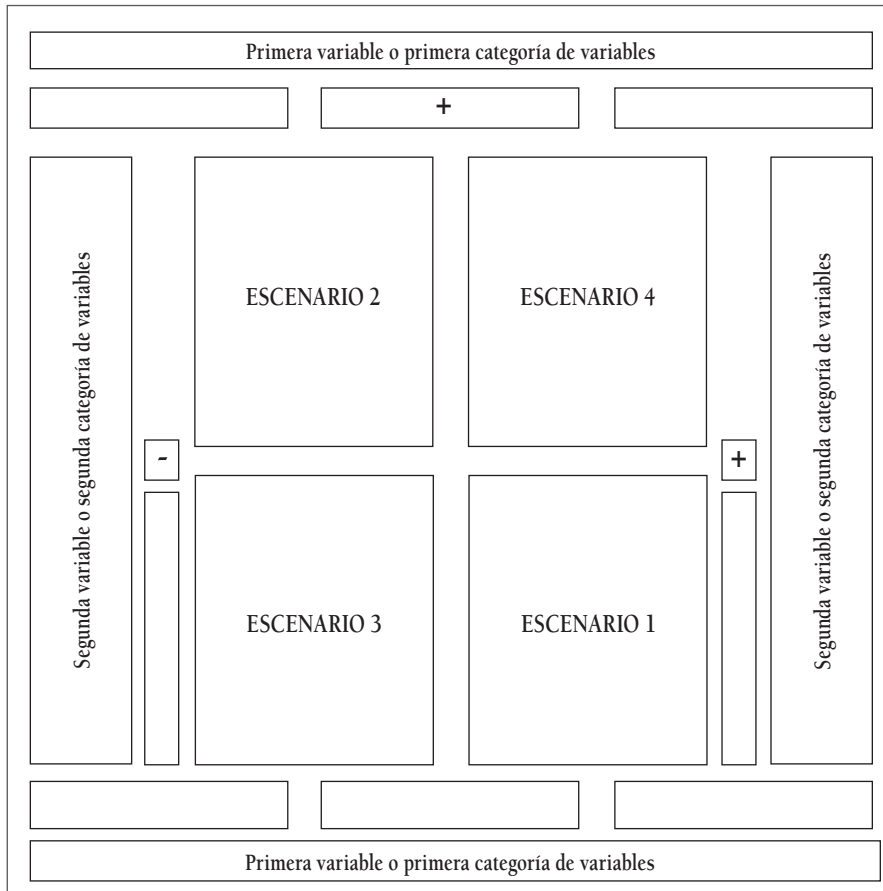 Primera variable o primera categoría de variables
+
Segunda variable o segunda categoría de variables
ESCENARIO 2
ESCENARIO 4
Segunda variable o segunda categoría de variables
-
+
ESCENARIO 3
ESCENARIO 1
Primera variable o primera categoría de variables